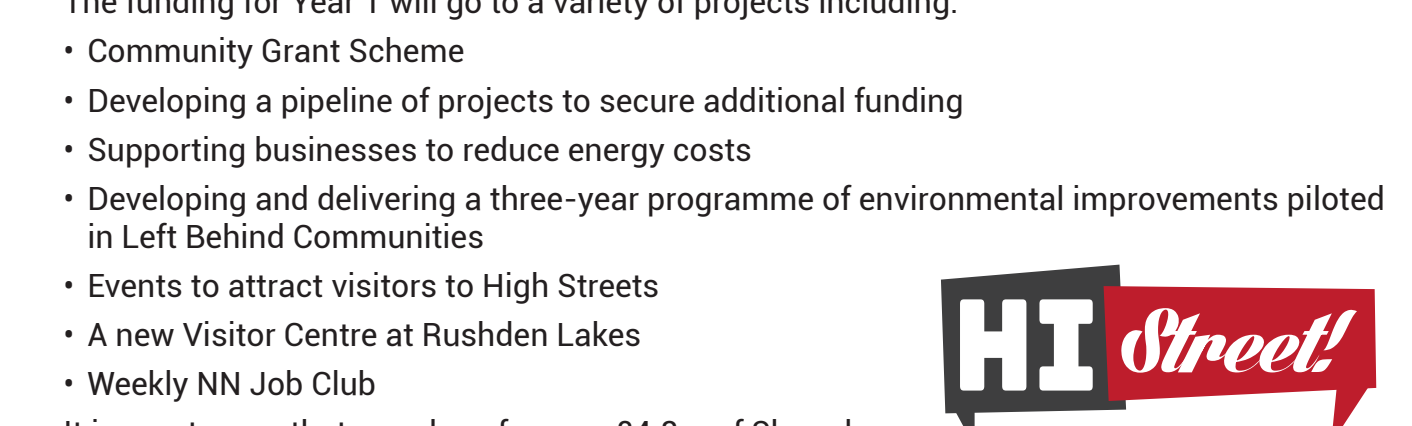 The funding for Year 1 will go to a variety of projects including:
• Community Grant Scheme
• Developing a pipeline of projects to secure additional funding
• Supporting businesses to reduce energy costs
• Developing and delivering a three-year programme of environmental improvements piloted
in Left Behind Communities
• Events to attract visitors to High Streets
• A new Visitor Centre at Rushden Lakes
• Weekly NN Job Club
HI Street!